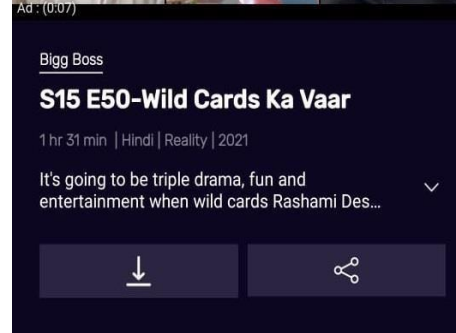 Ad : (0:07)
Bigg Boss
S15 E50-Wild Cards Ka Vaar
1 hr 31 min | Hindi | Reality | 2021
It's going to be triple drama, fun and
entertainment when wild cards Rashami Des...